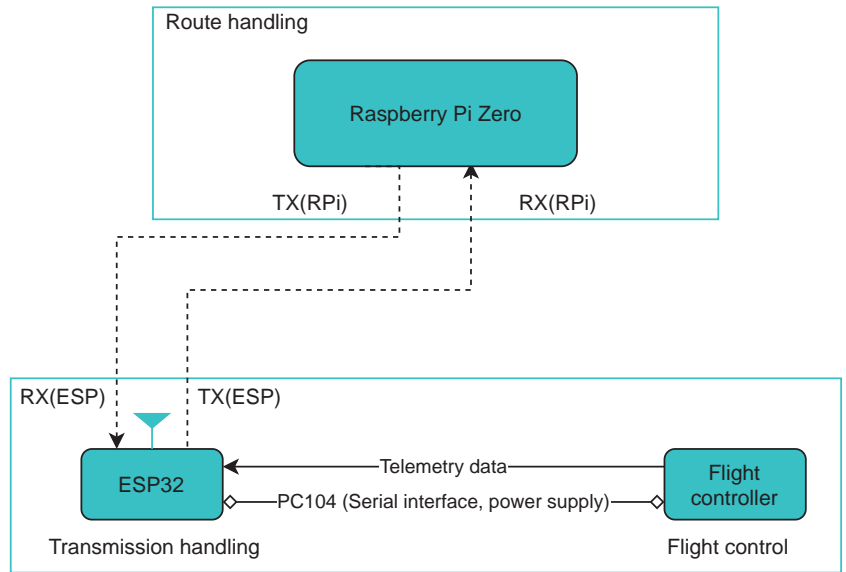 Route handling
Raspberry Pi Zero
TX(RPi)
RX(RPi)
RX(ESP)
TX(ESP)
ESP32
Telemetry data
PC104 (Serial interface, power supply)
Flight
controller
Transmission handling
Flight control